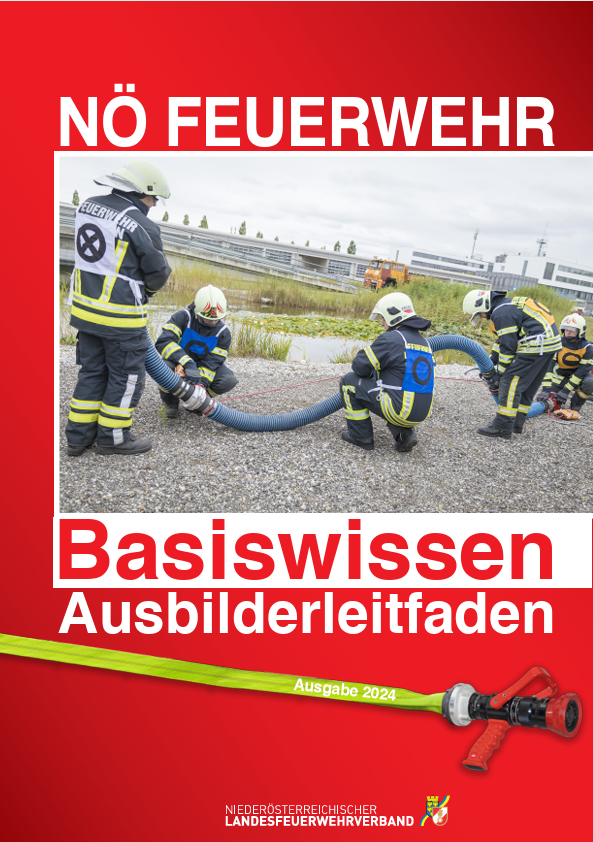 NÖ FEUERWEHR
FEUERWEHR
Basiswissen
Ausbilderleitfaden
Ausgabe 2024
NIEDERÖSTERREICHISCHER
LANDESFEUERWEHRVERBAND